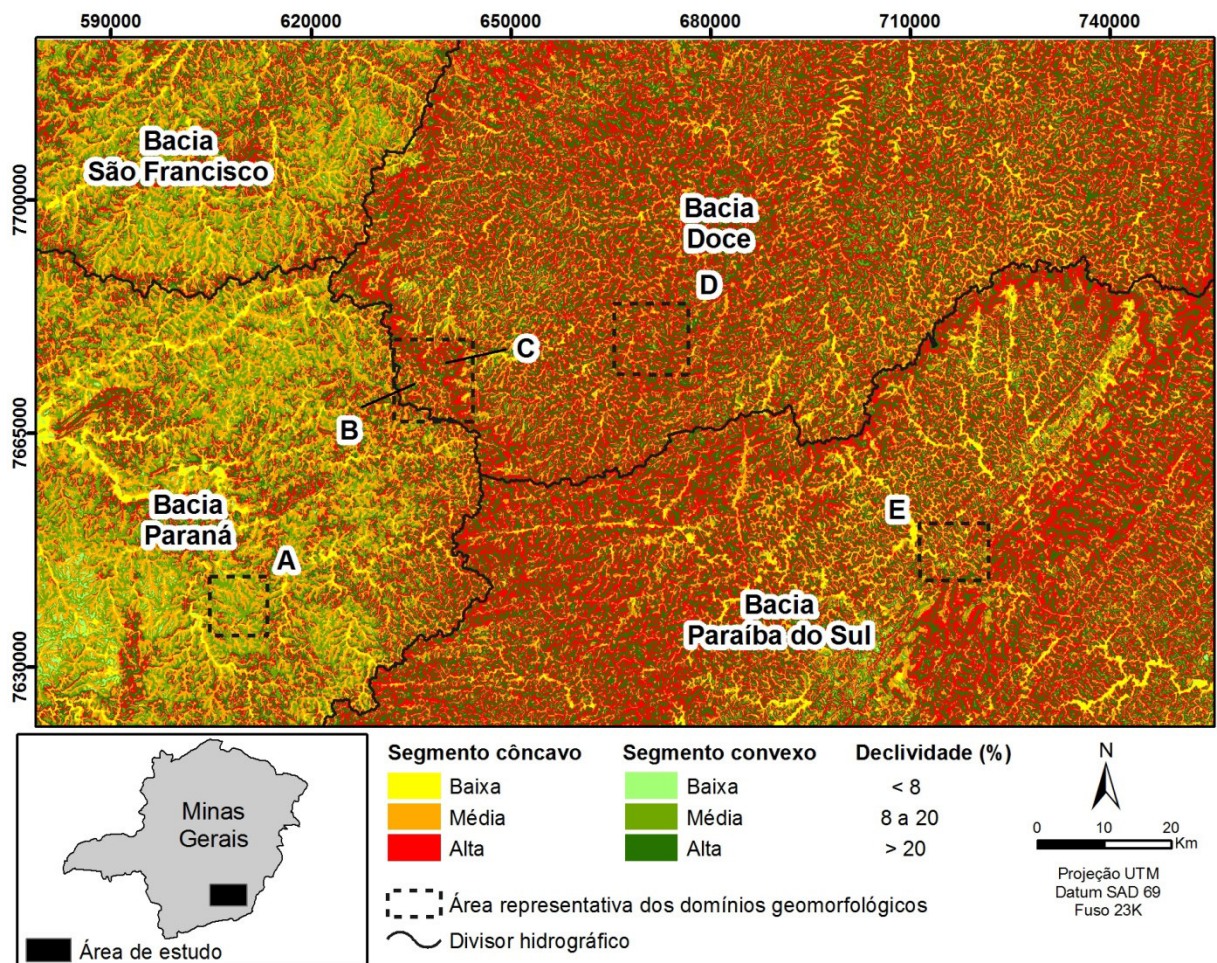 590000 620000 650000 680000 710000 740000
Bacia
São Francisco
7700000
Bacia
Doce
D
C
B
7665000
Bacia
Paraná
E
A
Bacia
Paraíba do Sul
7630000
Minas
Gerais
Área de estudo
Segmento côncavo Segmento convexo Declividade (%)
Baixa Baixa < 8
Média Média 8 a 20
Alta Alta > 20
Área representativa dos domínios geomorfológicos
Divisor hidrográfico
N
0 10 20
Km
Projeção UTM
Datum SAD 69
Fuso 23K